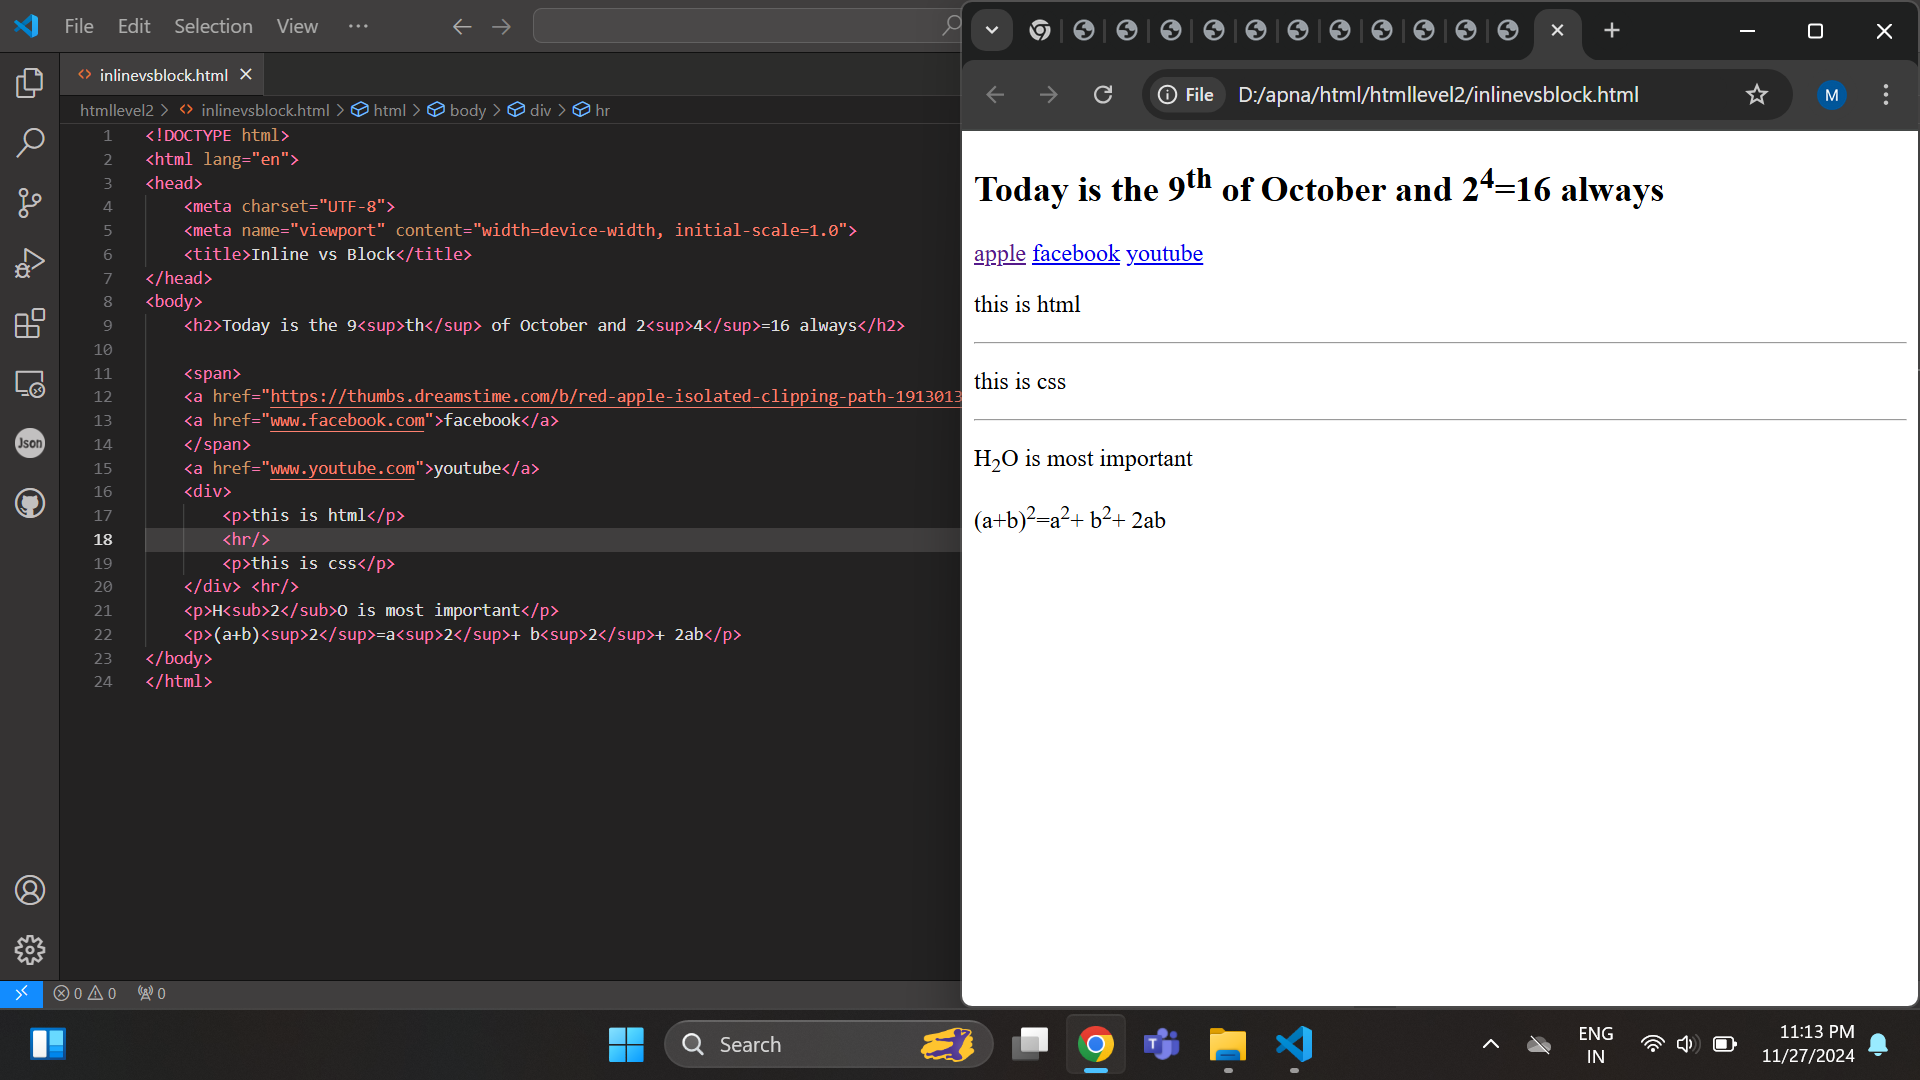 File Edit Selection View ···
inlinevsblock.html
htmllevel2 > inlinevsblock.html > html > body > div > hr
1 <!DOCTYPE html>
2 <html lang="en">
3 <head>
4 <meta charset="UTF-8">
5 <meta name="viewport" content="width=device-width, initial-scale=1.0">
6 <title>Inline vs Block</title>
7 </head>
8 <body>
9 <h2>Today is the 9<sup>th</sup> of October and 2<sup>4</sup>=16 always</h2>
10
11 <span>
12 <a href="https://thumbs.dreamstime.com/b/red-apple-isolated-clipping-path-1913013
13 <a href="www.facebook.com">facebook</a>
14 </span>
15 <a href="www.youtube.com">youtube</a>
16 <div>
17 <p>this is html</p>
18 <hr/>
19 <p>this is css</p>
20 </div> <hr/>
21 <p>H<sub>2</sub>O is most important</p>
22 <p>(a+b)<sup>2</sup>=a<sup>2</sup>+ b<sup>2</sup>+ 2ab</p>
23 </body>
24 </html>
Json
0 0 0
File D:/apna/html/htmllevel2/inlinevsblock.html M
Today is the 9th of October and 2⁴=16 always
apple facebook youtube
this is html
this is css
H₂O is most important
(a+b)²=a²+ b²+ 2ab
Search
T
ENG
IN
11:13 PM
11/27/2024